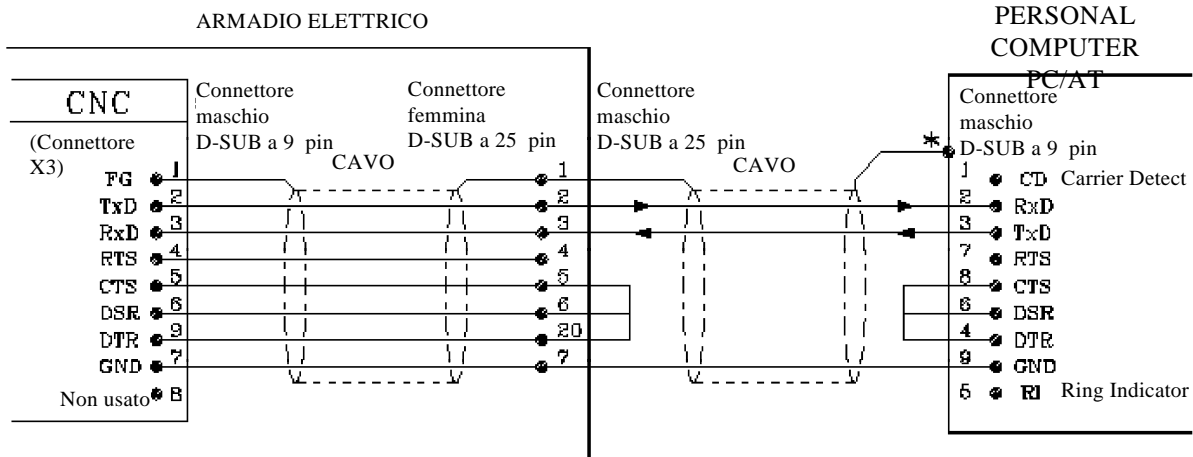 ARMADIO ELETTRICO
PERSONAL
COMPUTER
PC/AT
CNC
(Connettore
X3)
Connettore
maschio
D-SUB a 9 pin
CAVO
Connettore
femmina
D-SUB a 25 pin
Connettore
maschio
D-SUB a 25 pin
CAVO
Connettore
maschio
D-SUB a 9 pin
*
FG 1 1 1 CD Carrier Detect
TxD 2 2 2 RxD
RxD 3 3 3 TxD
RTS 4 4 7 RTS
CTS 5 5 8 CTS
DSR 6 6 6 DSR
DTR 9 20 4 DTR
GND 7 7 9 GND
Non usato 8 5 RI Ring Indicator